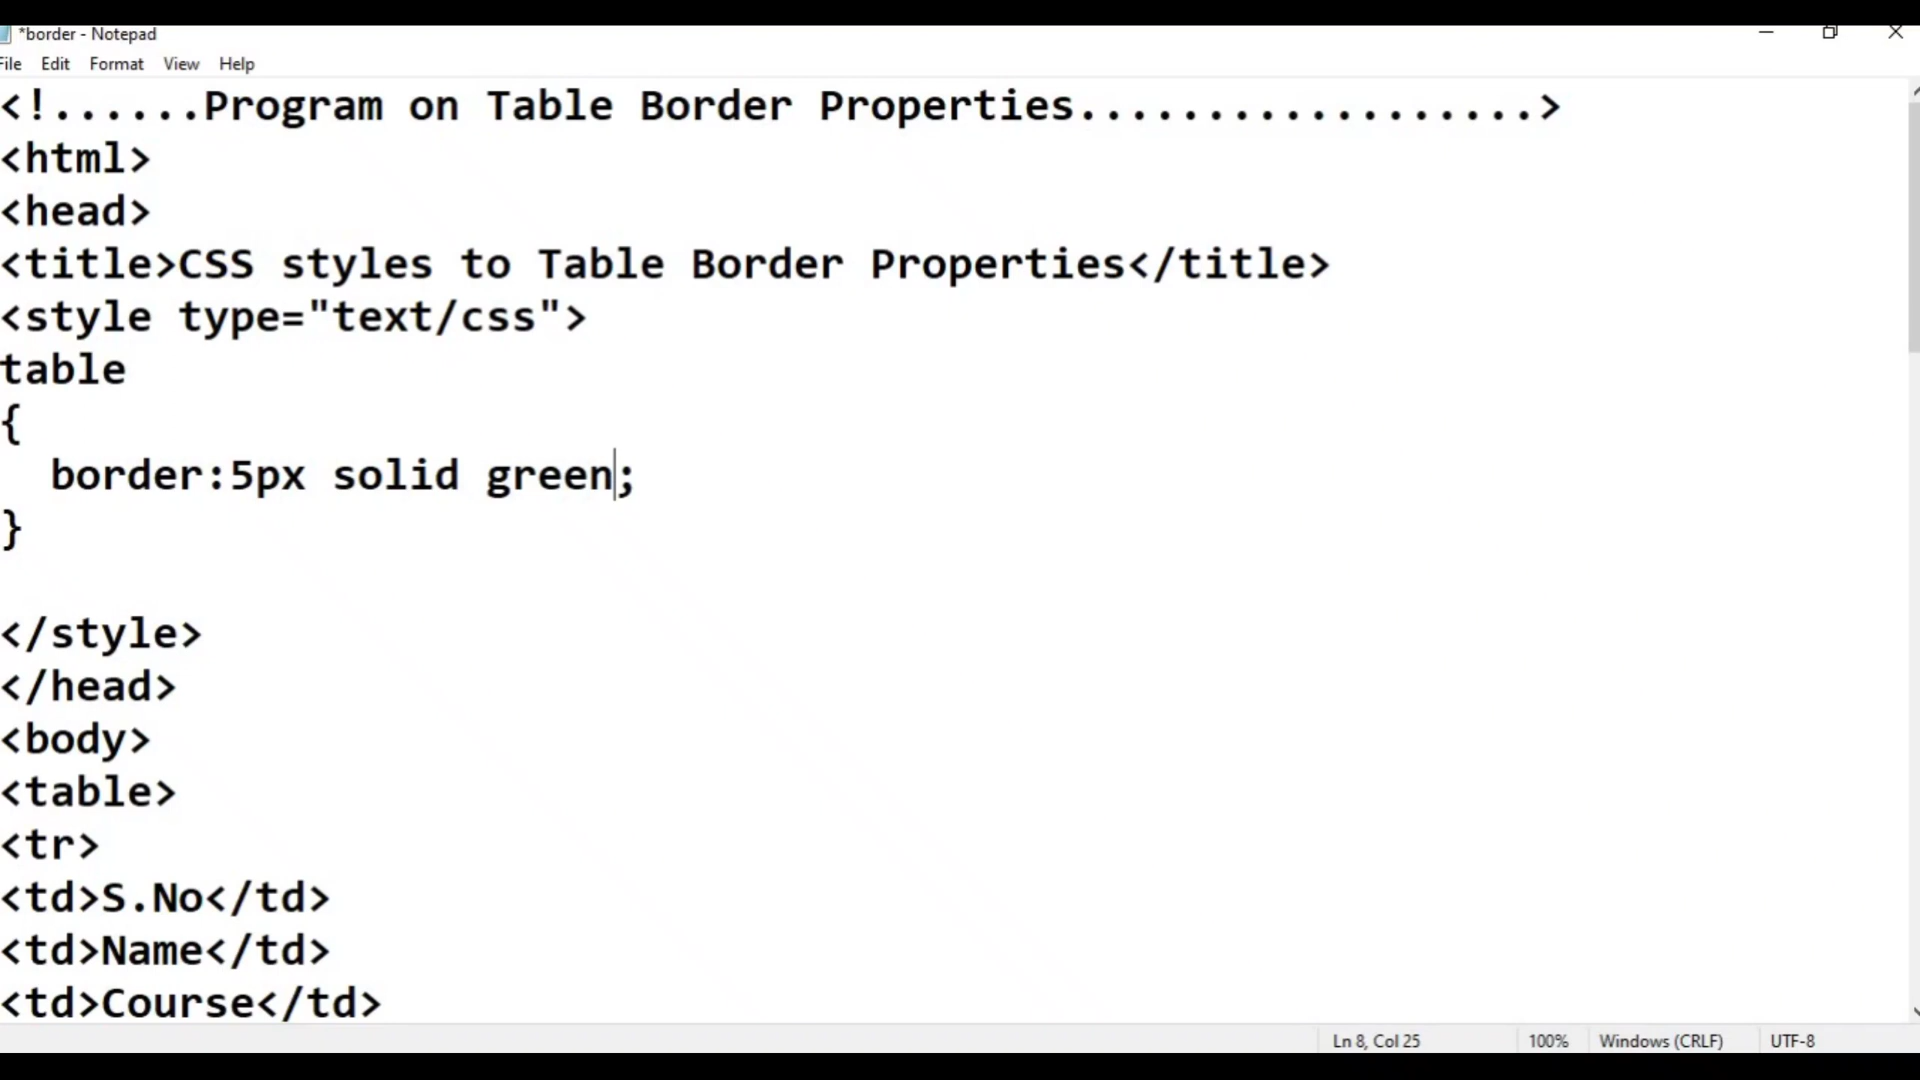 *border - Notepad
File Edit Format View Help
<!......Program on Table Border Properties..................>
<html>
<head>
<title>CSS styles to Table Border Properties</title>
<style type="text/css">
table
{
  border:5px solid green;
}
</style>
</head>
<body>
<table>
<tr>
<td>S.No</td>
<td>Name</td>
<td>Course</td>
Ln 8, Col 25 100% Windows (CRLF) UTF-8